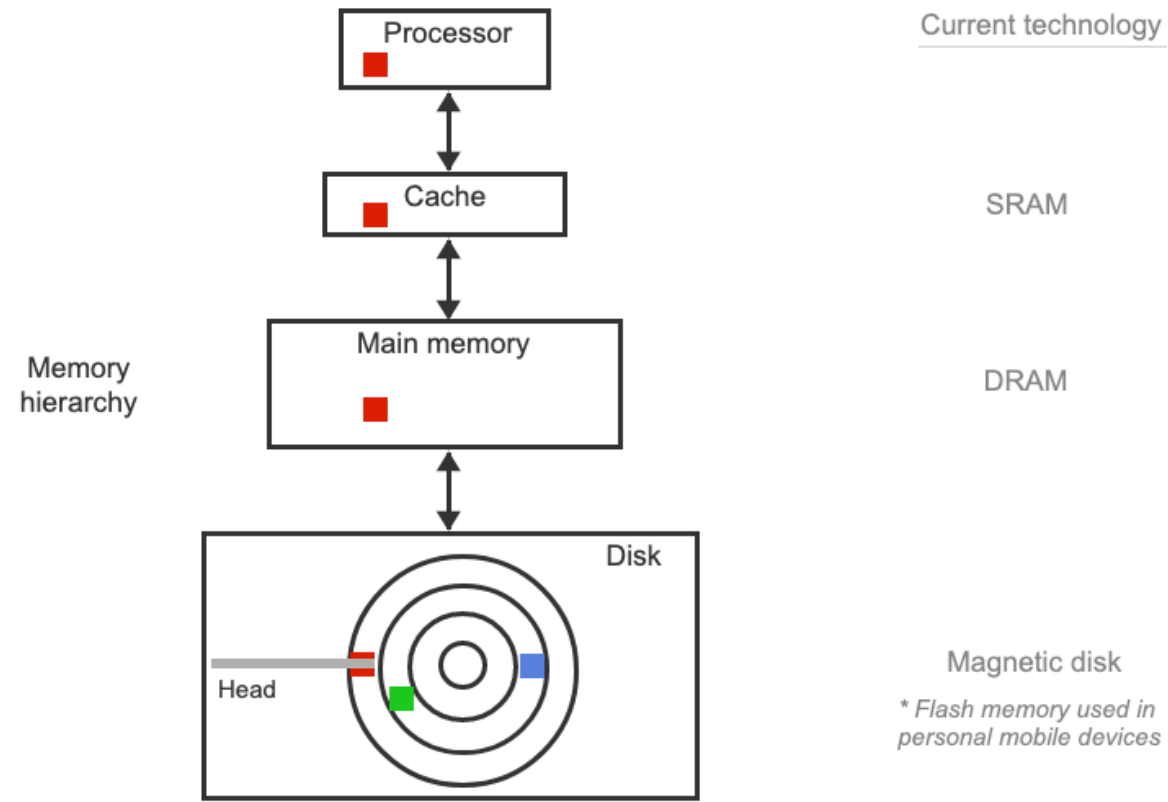 Processor
Current technology
Cache
SRAM
Main memory
Memory
hierarchy
DRAM
Disk
Head
Magnetic disk
* Flash memory used in
personal mobile devices